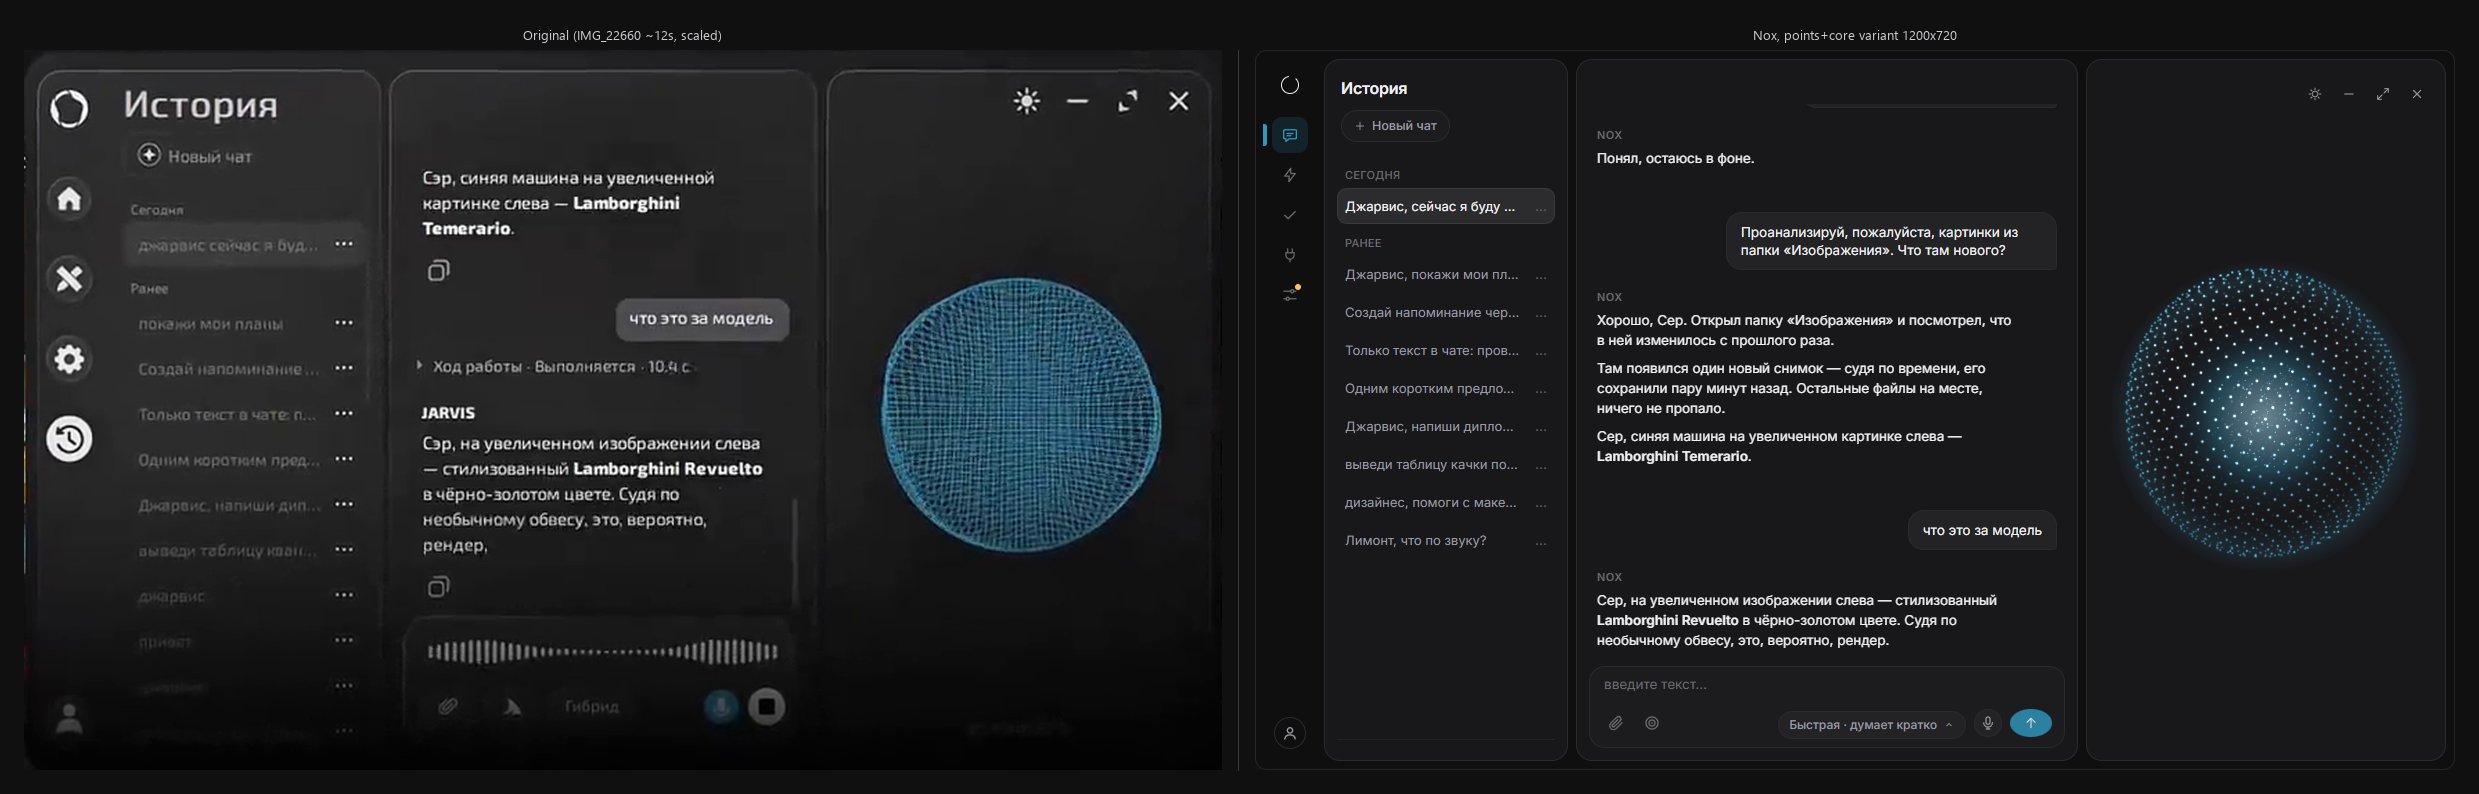 Original (IMG_22660 ~12s, scaled)
История
Новый чат
Сегодня
джарвис сейчас я буд...
Ранее
покажи мои планы
Создай напоминание ...
Только текст в чате: п...
Одним коротким пред...
Джарвис, напиши дип...
выведи таблицу кван...
джарвис
привет
Сэр, синяя машина на увеличенной
картинке слева — Lamborghini
Temerario.
что это за модель
Ход работы · Выполняется · 10.4 с.
JARVIS
Сэр, на увеличенном изображении слева
— стилизованный Lamborghini Revuelto
в чёрно-золотом цвете. Судя по
необычному обвесу, это, вероятно,
рендер,
Гибрид
Nox, points+core variant 1200x720
История
+ Новый чат
СЕГОДНЯ
Джарвис, сейчас я буду ...
РАНЕЕ
Джарвис, покажи мои пл...
Создай напоминание чер...
Только текст в чате: пров...
Одним коротким предло...
Джарвис, напиши дипло...
выведи таблицу качки по...
дизайнес, помоги с маке...
Лимонт, что по звуку?
NOX
Понял, остаюсь в фоне.
Проанализируй, пожалуйста, картинки из
папки «Изображения». Что там нового?
NOX
Хорошо, Сер. Открыл папку «Изображения» и посмотрел, что
в ней изменилось с прошлого раза.
Там появился один новый снимок — судя по времени, его
сохранили пару минут назад. Остальные файлы на месте,
ничего не пропало.
Сер, синяя машина на увеличенном картинке слева —
Lamborghini Temerario.
что это за модель
NOX
Сер, на увеличенном изображении слева — стилизованный
Lamborghini Revuelto в чёрно-золотом цвете. Судя по
необычному обвесу, это, вероятно, рендер.
введите текст...
Быстрая · думает кратко